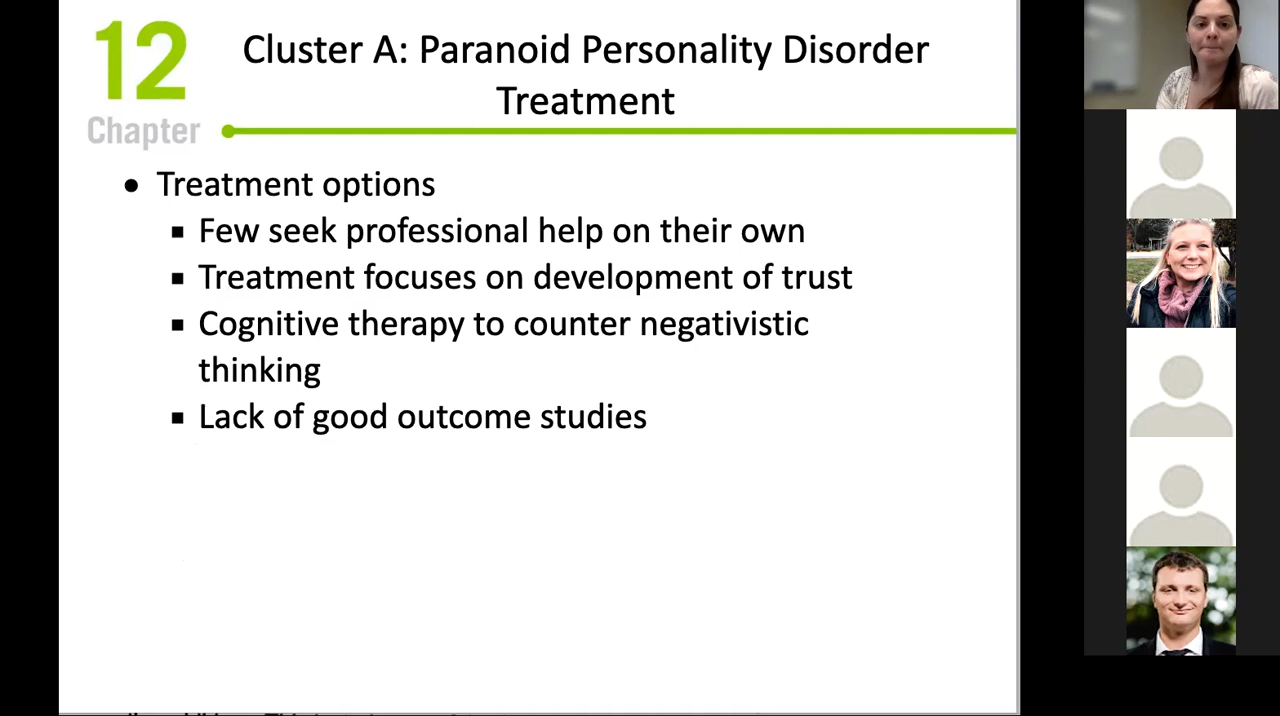 12
Chapter
Cluster A: Paranoid Personality Disorder
Treatment
• Treatment options
▪ Few seek professional help on their own
▪ Treatment focuses on development of trust
▪ Cognitive therapy to counter negativistic
thinking
▪ Lack of good outcome studies